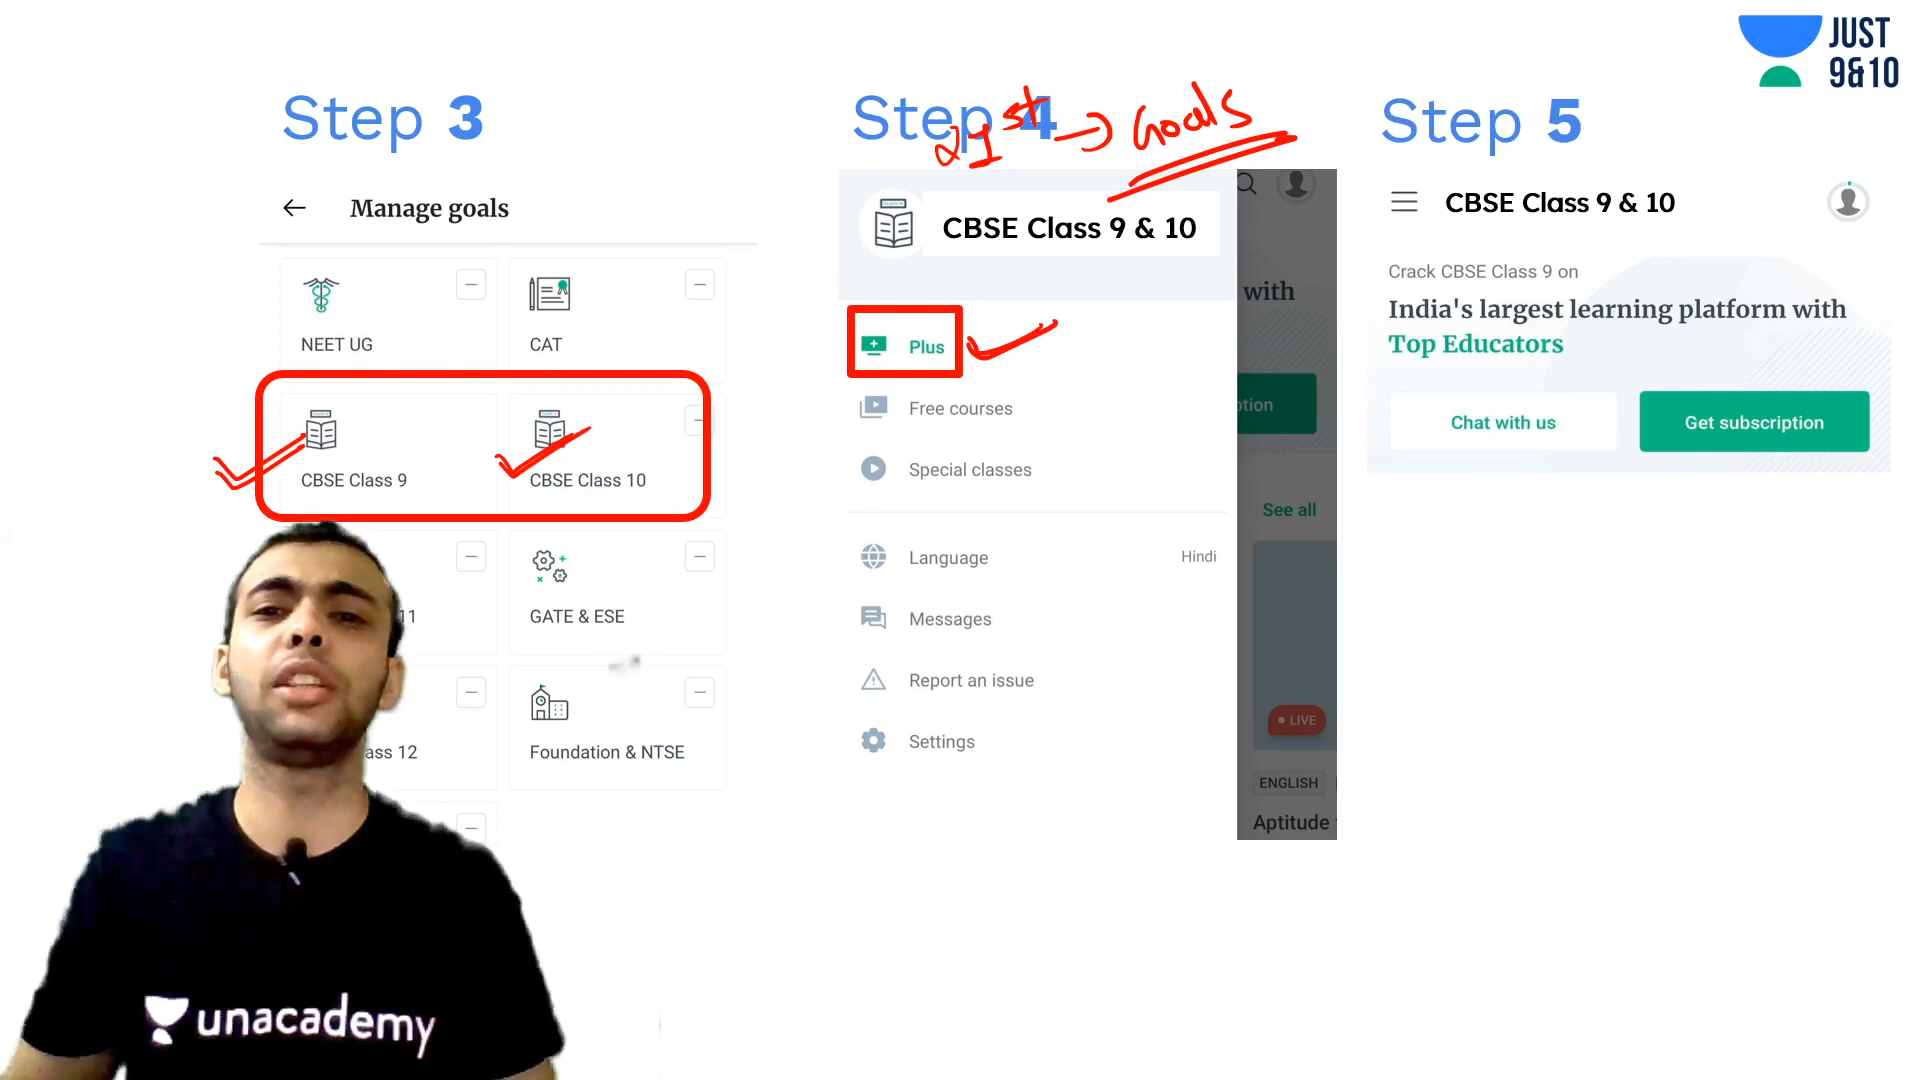 JUST
9&10
Step 3
Manage goals
NEET UG
CAT
CBSE Class 9
CBSE Class 10
11
GATE & ESE
ass 12
Foundation & NTSE
unacademy
Step 4
21st → Goals
CBSE Class 9 & 10
Plus
Free courses
Special classes
Language Hindi
Messages
Report an issue
Settings
with
ption
See all
LIVE
ENGLISH
Aptitude
Step 5
CBSE Class 9 & 10
Crack CBSE Class 9 on
India's largest learning platform with
Top Educators
Chat with us
Get subscription